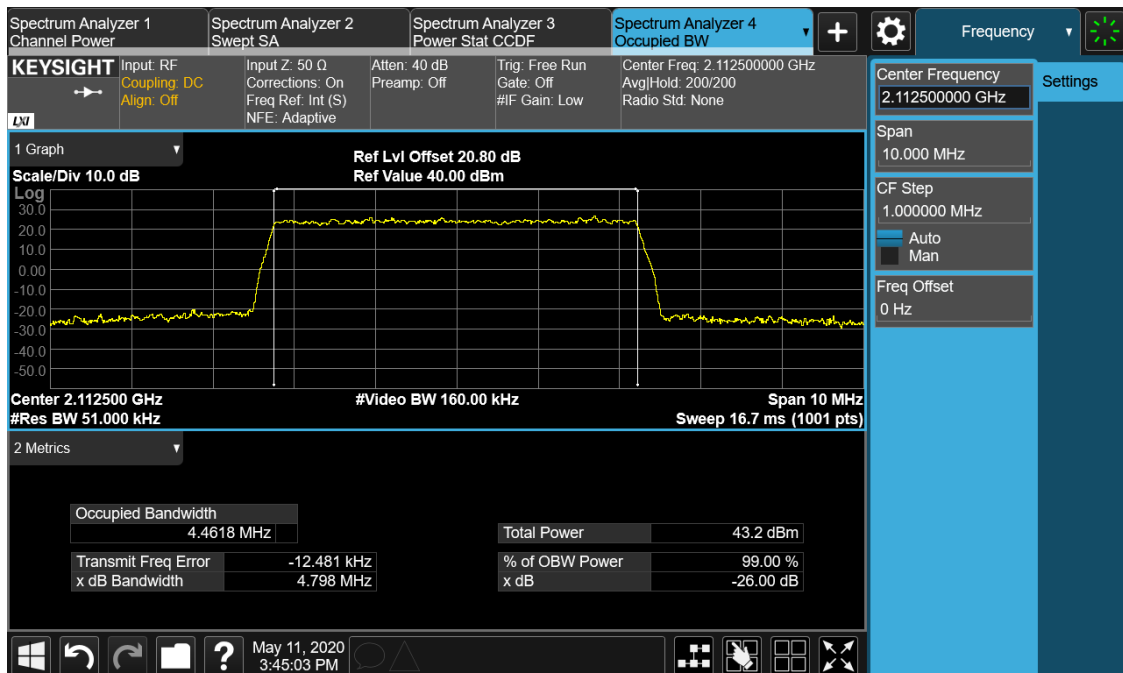 Spectrum Analyzer 1
Channel Power
Spectrum Analyzer 2
Swept SA
Spectrum Analyzer 3
Power Stat CCDF
Spectrum Analyzer 4
Occupied BW
Frequency
KEYSIGHT
LXI
Input: RF
Coupling: DC
Align: Off
Input Z: 50 Ω
Corrections: On
Freq Ref: Int (S)
NFE: Adaptive
Atten: 40 dB
Preamp: Off
Trig: Free Run
Gate: Off
#IF Gain: Low
Center Freq: 2.112500000 GHz
Avg|Hold: 200/200
Radio Std: None
Center Frequency
2.112500000 GHz
Settings
Span
10.000 MHz
CF Step
1.000000 MHz
Auto
Man
Freq Offset
0 Hz
1 Graph
Scale/Div 10.0 dB
Ref Lvl Offset 20.80 dB
Ref Value 40.00 dBm
Log
30.0
20.0
10.0
0.00
-10.0
-20.0
-30.0
-40.0
-50.0
Center 2.112500 GHz
#Video BW 160.00 kHz
Span 10 MHz
#Res BW 51.000 kHz
Sweep 16.7 ms (1001 pts)
2 Metrics
Occupied Bandwidth
4.4618 MHz
Total Power 43.2 dBm
Transmit Freq Error -12.481 kHz
% of OBW Power 99.00 %
x dB Bandwidth 4.798 MHz
x dB -26.00 dB
?
May 11, 2020
3:45:03 PM